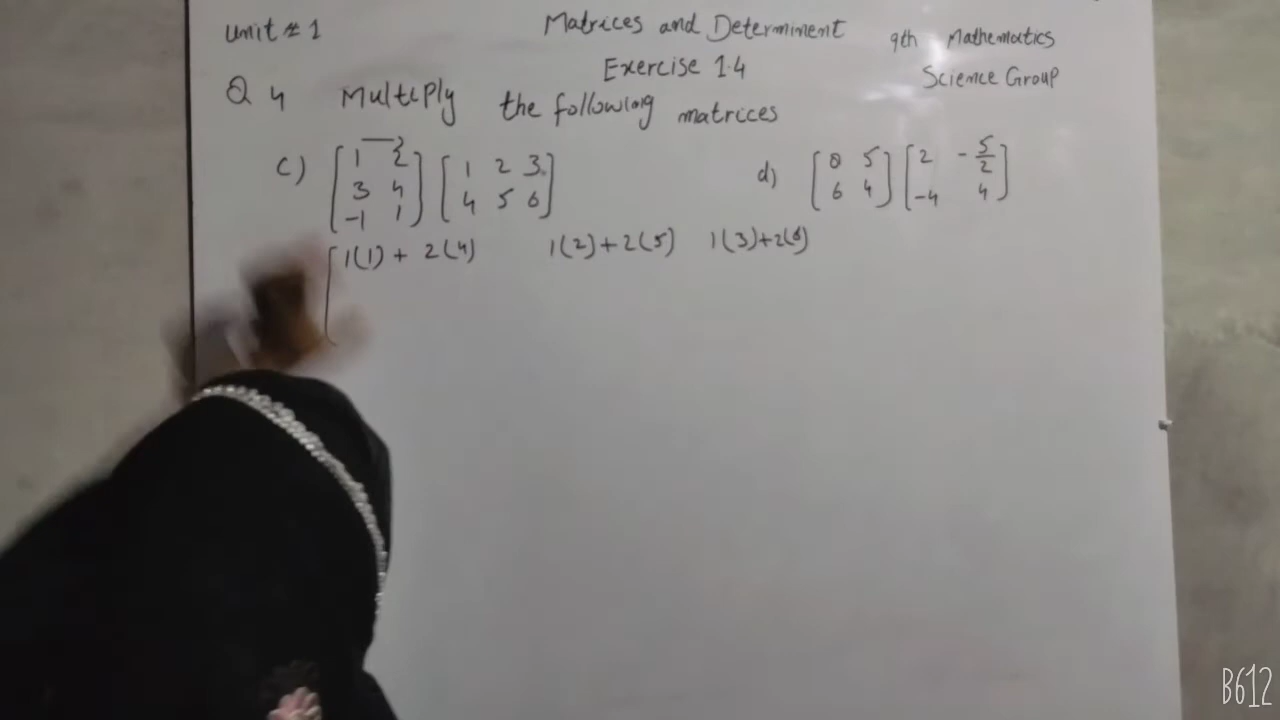 Unit # 1
Matrices and Determinent
9th Mathematics
Exercise 1.4
Science Group
Q 4 Multiply the following matrices
c) [1 2
3 4
-1 1] [1 2 3
4 5 6]
d) [0 5
6 4] [2 -5/2
-4 4]
[1(1) + 2(4) 1(2)+2(5) 1(3)+2(6)
B612